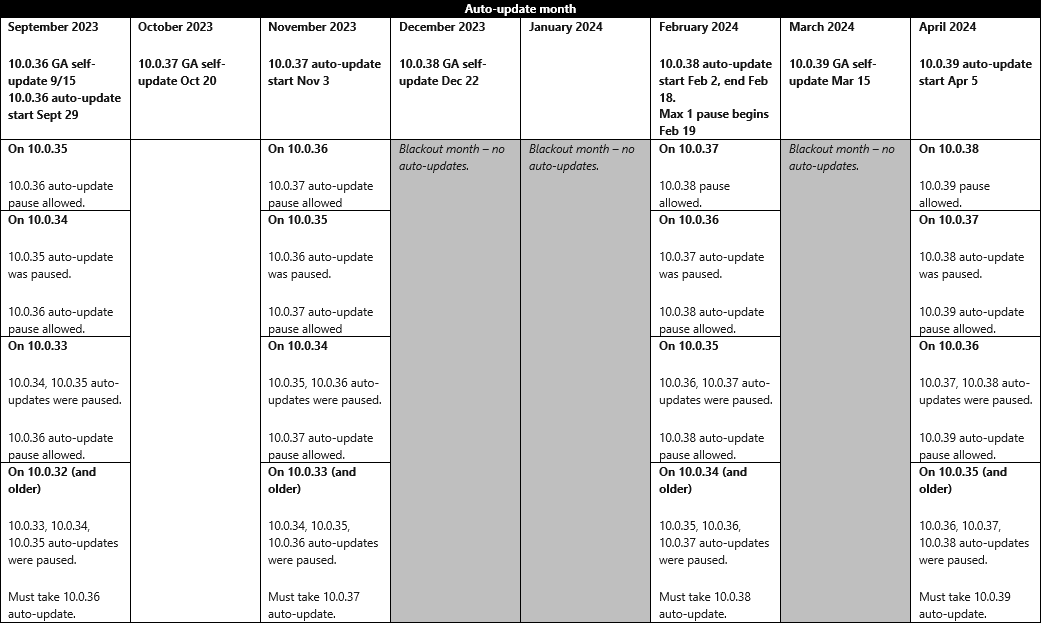 Auto-update month
September 2023
10.0.36 GA self-
update 9/15
10.0.36 auto-update
start Sept 29
October 2023
10.0.37 GA self-
update Oct 20
November 2023
10.0.37 auto-update
start Nov 3
December 2023
10.0.38 GA self-
update Dec 22
January 2024
February 2024
10.0.38 auto-update
start Feb 2, end Feb
18.
Max 1 pause begins
Feb 19
March 2024
10.0.39 GA self-
update Mar 15
April 2024
10.0.39 auto-update
start Apr 5
On 10.0.35
10.0.36 auto-update
pause allowed.
On 10.0.36
10.0.37 auto-update
pause allowed
Blackout month – no
auto-updates.
Blackout month – no
auto-updates.
On 10.0.37
10.0.38 pause
allowed.
Blackout month – no
auto-updates.
On 10.0.38
10.0.39 pause
allowed.
On 10.0.34
10.0.35 auto-update
was paused.
10.0.36 auto-update
pause allowed.
On 10.0.35
10.0.36 auto-update
was paused.
10.0.37 auto-update
pause allowed
On 10.0.36
10.0.37 auto-update
was paused.
10.0.38 auto-update
pause allowed.
On 10.0.37
10.0.38 auto-update
was paused.
10.0.39 auto-update
pause allowed.
On 10.0.33
10.0.34, 10.0.35 auto-
updates were paused.
10.0.36 auto-update
pause allowed.
On 10.0.34
10.0.35, 10.0.36 auto-
updates were paused.
10.0.37 auto-update
pause allowed.
On 10.0.35
10.0.36, 10.0.37 auto-
updates were paused.
10.0.38 auto-update
pause allowed.
On 10.0.36
10.0.37, 10.0.38 auto-
updates were paused.
10.0.39 auto-update
pause allowed.
On 10.0.32 (and
older)
10.0.33, 10.0.34,
10.0.35 auto-updates
were paused.
Must take 10.0.36
auto-update.
On 10.0.33 (and
older)
10.0.34, 10.0.35,
10.0.36 auto-updates
were paused.
Must take 10.0.37
auto-update.
On 10.0.34 (and
older)
10.0.35, 10.0.36,
10.0.37 auto-updates
were paused.
Must take 10.0.38
auto-update.
On 10.0.35 (and
older)
10.0.36, 10.0.37,
10.0.38 auto-updates
were paused.
Must take 10.0.39
auto-update.